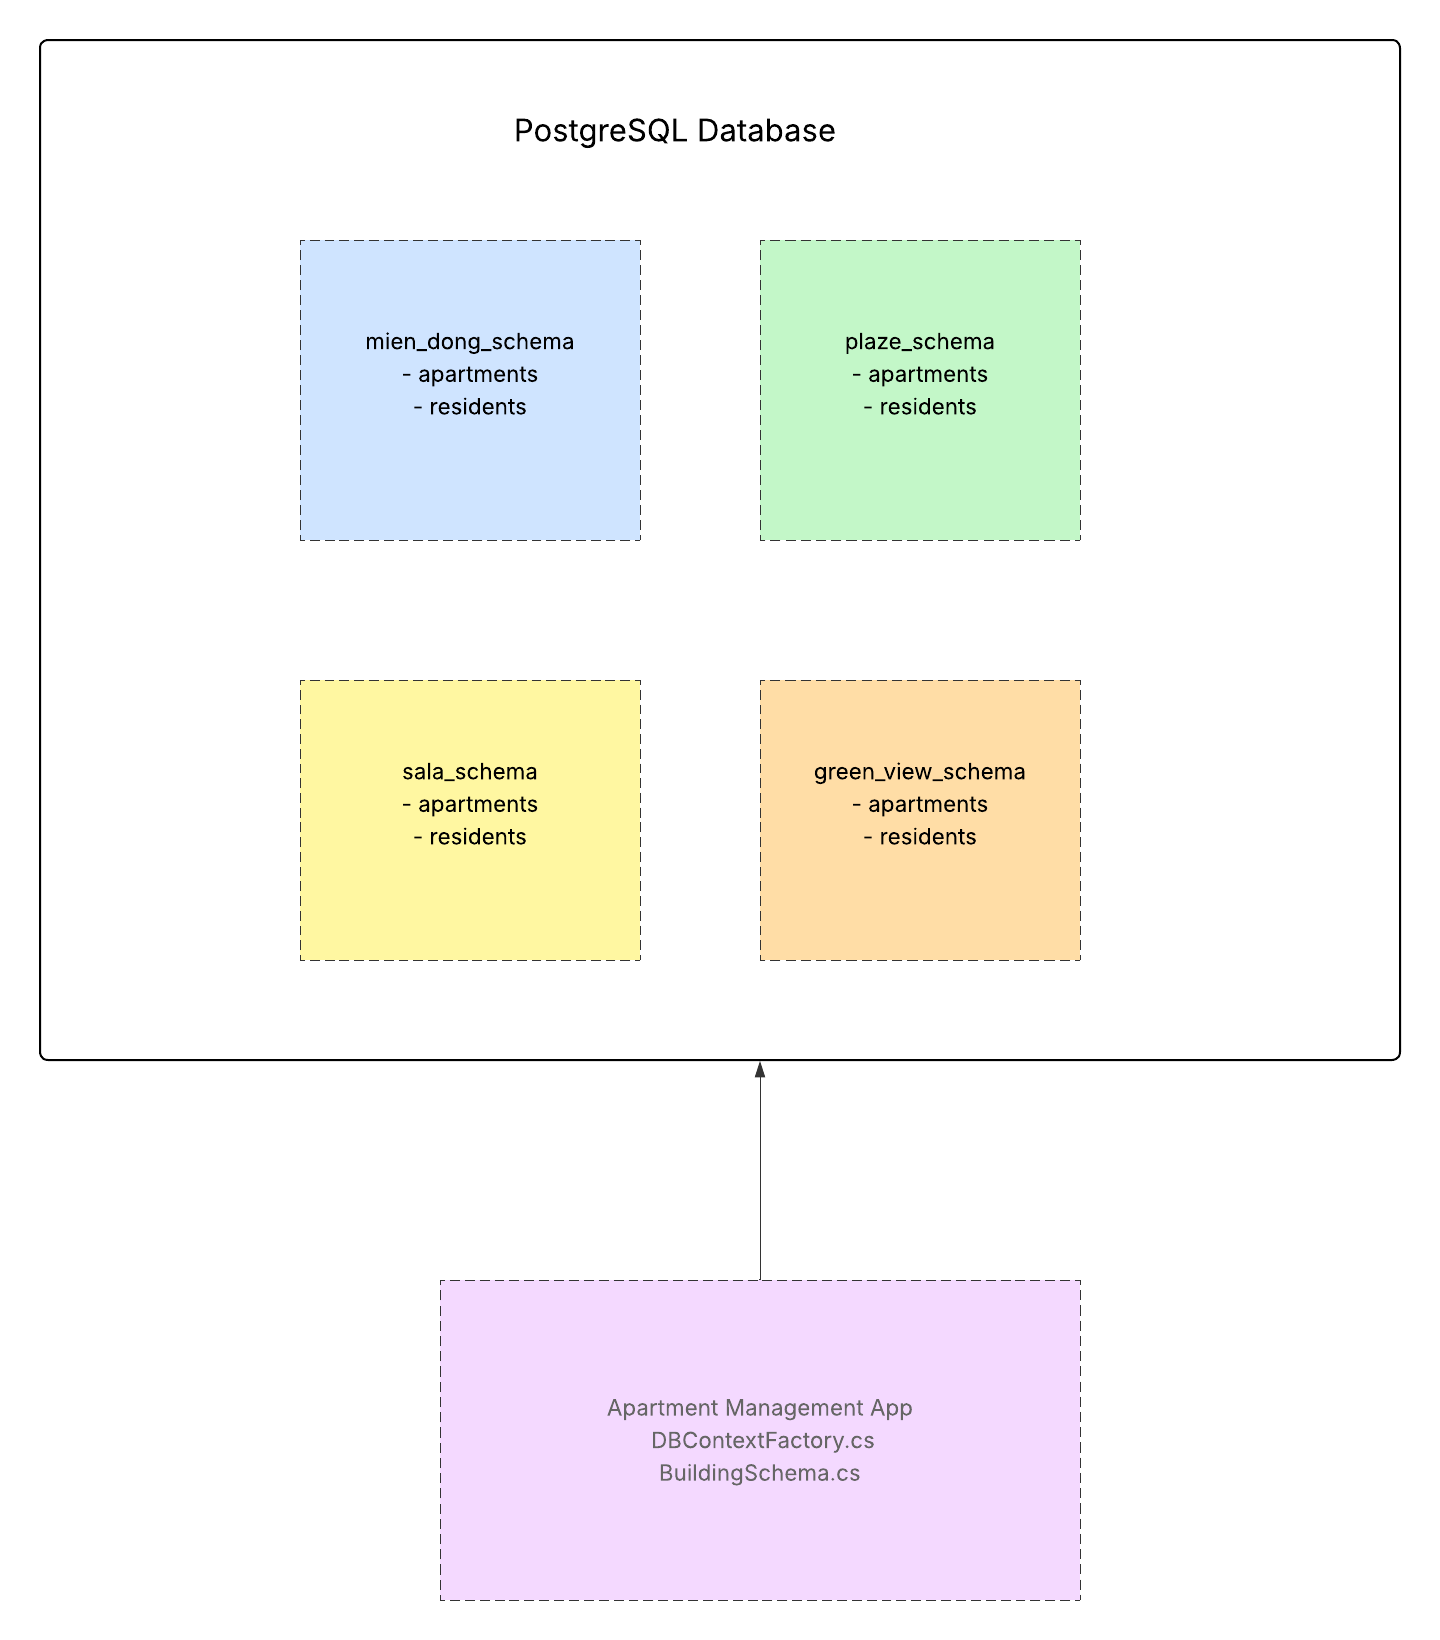 PostgreSQL Database
mien_dong_schema
- apartments
- residents
plaze_schema
- apartments
- residents
sala_schema
- apartments
- residents
green_view_schema
- apartments
- residents
Apartment Management App
DBContextFactory.cs
BuildingSchema.cs